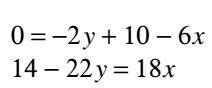 0 = −2y + 10 − 6x
14 − 22y = 18x